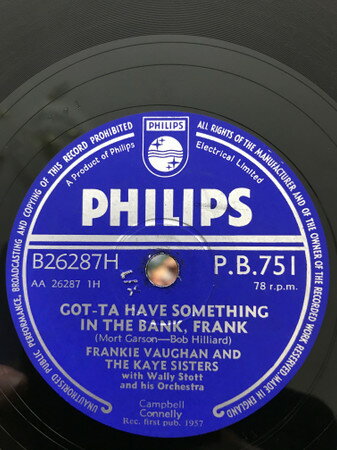 UNAUTHORISED PUBLIC PERFORMANCE, BROADCASTING AND COPYING OF THIS RECORD PROHIBITED
ALL RIGHTS OF THE MANUFACTURER AND OF THE OWNER OF THE RECORDED WORK RESERVED. MADE IN ENGLAND
PHILIPS
A Product of Philips Electrical Limited
PHILIPS
B26287H
P.B.751
AA 26287 1H
78 r.p.m.
GOT-TA HAVE SOMETHING
IN THE BANK, FRANK
(Mort Garson—Bob Hilliard)
FRANKIE VAUGHAN AND
THE KAYE SISTERS
with Wally Stott
and his Orchestra
Campbell
Connelly
Rec. first pub. 1957